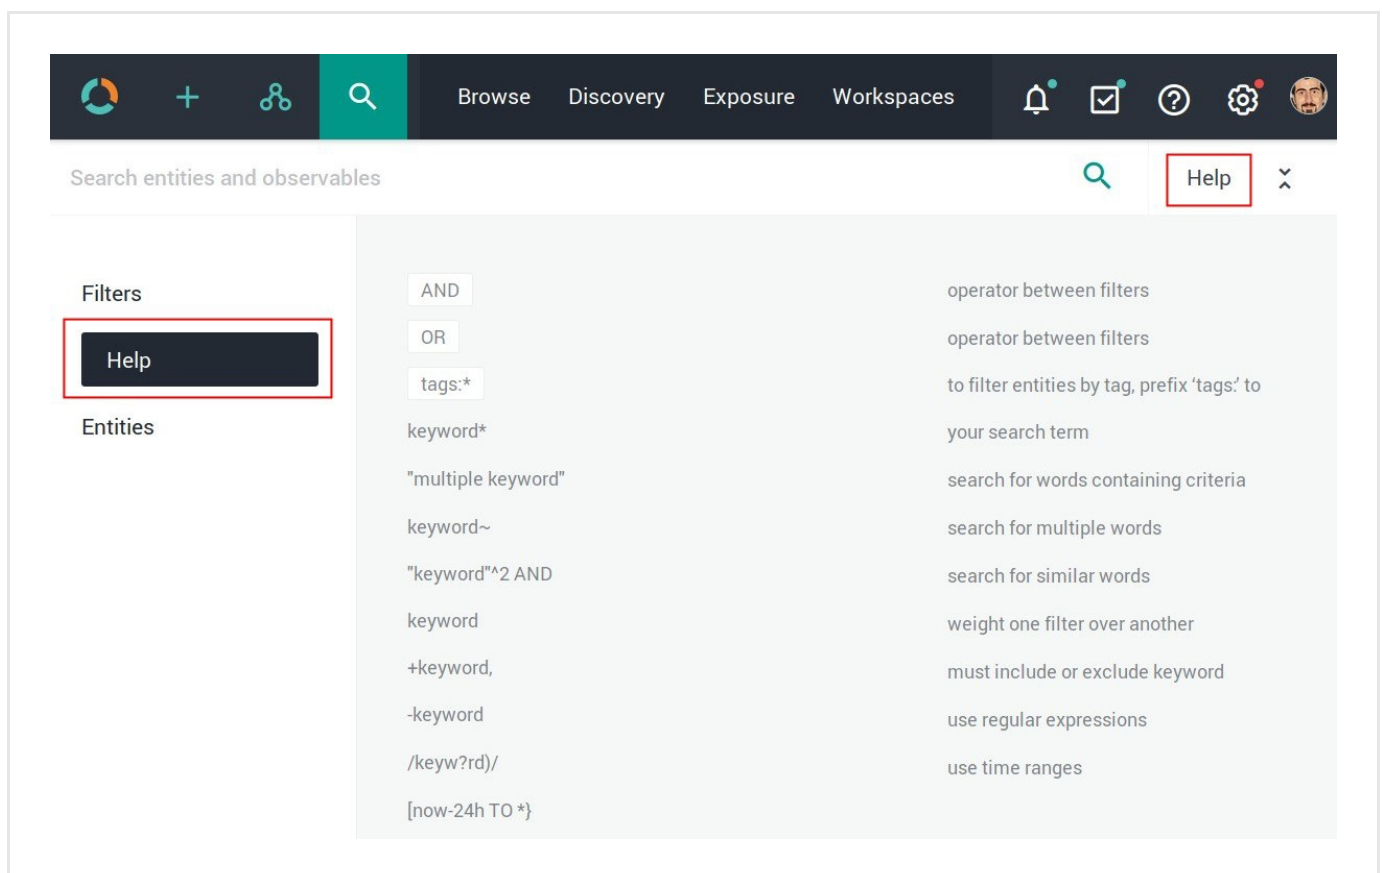 Browse Discovery Exposure Workspaces
Search entities and observables Help
Filters
Help
Entities
AND operator between filters
OR operator between filters
tags:* to filter entities by tag, prefix ‘tags:’ to
keyword* your search term
"multiple keyword" search for words containing criteria
keyword~ search for multiple words
"keyword"^2 AND search for similar words
keyword weight one filter over another
+keyword, must include or exclude keyword
-keyword use regular expressions
/keyw?rd)/ use time ranges
[now-24h TO *}